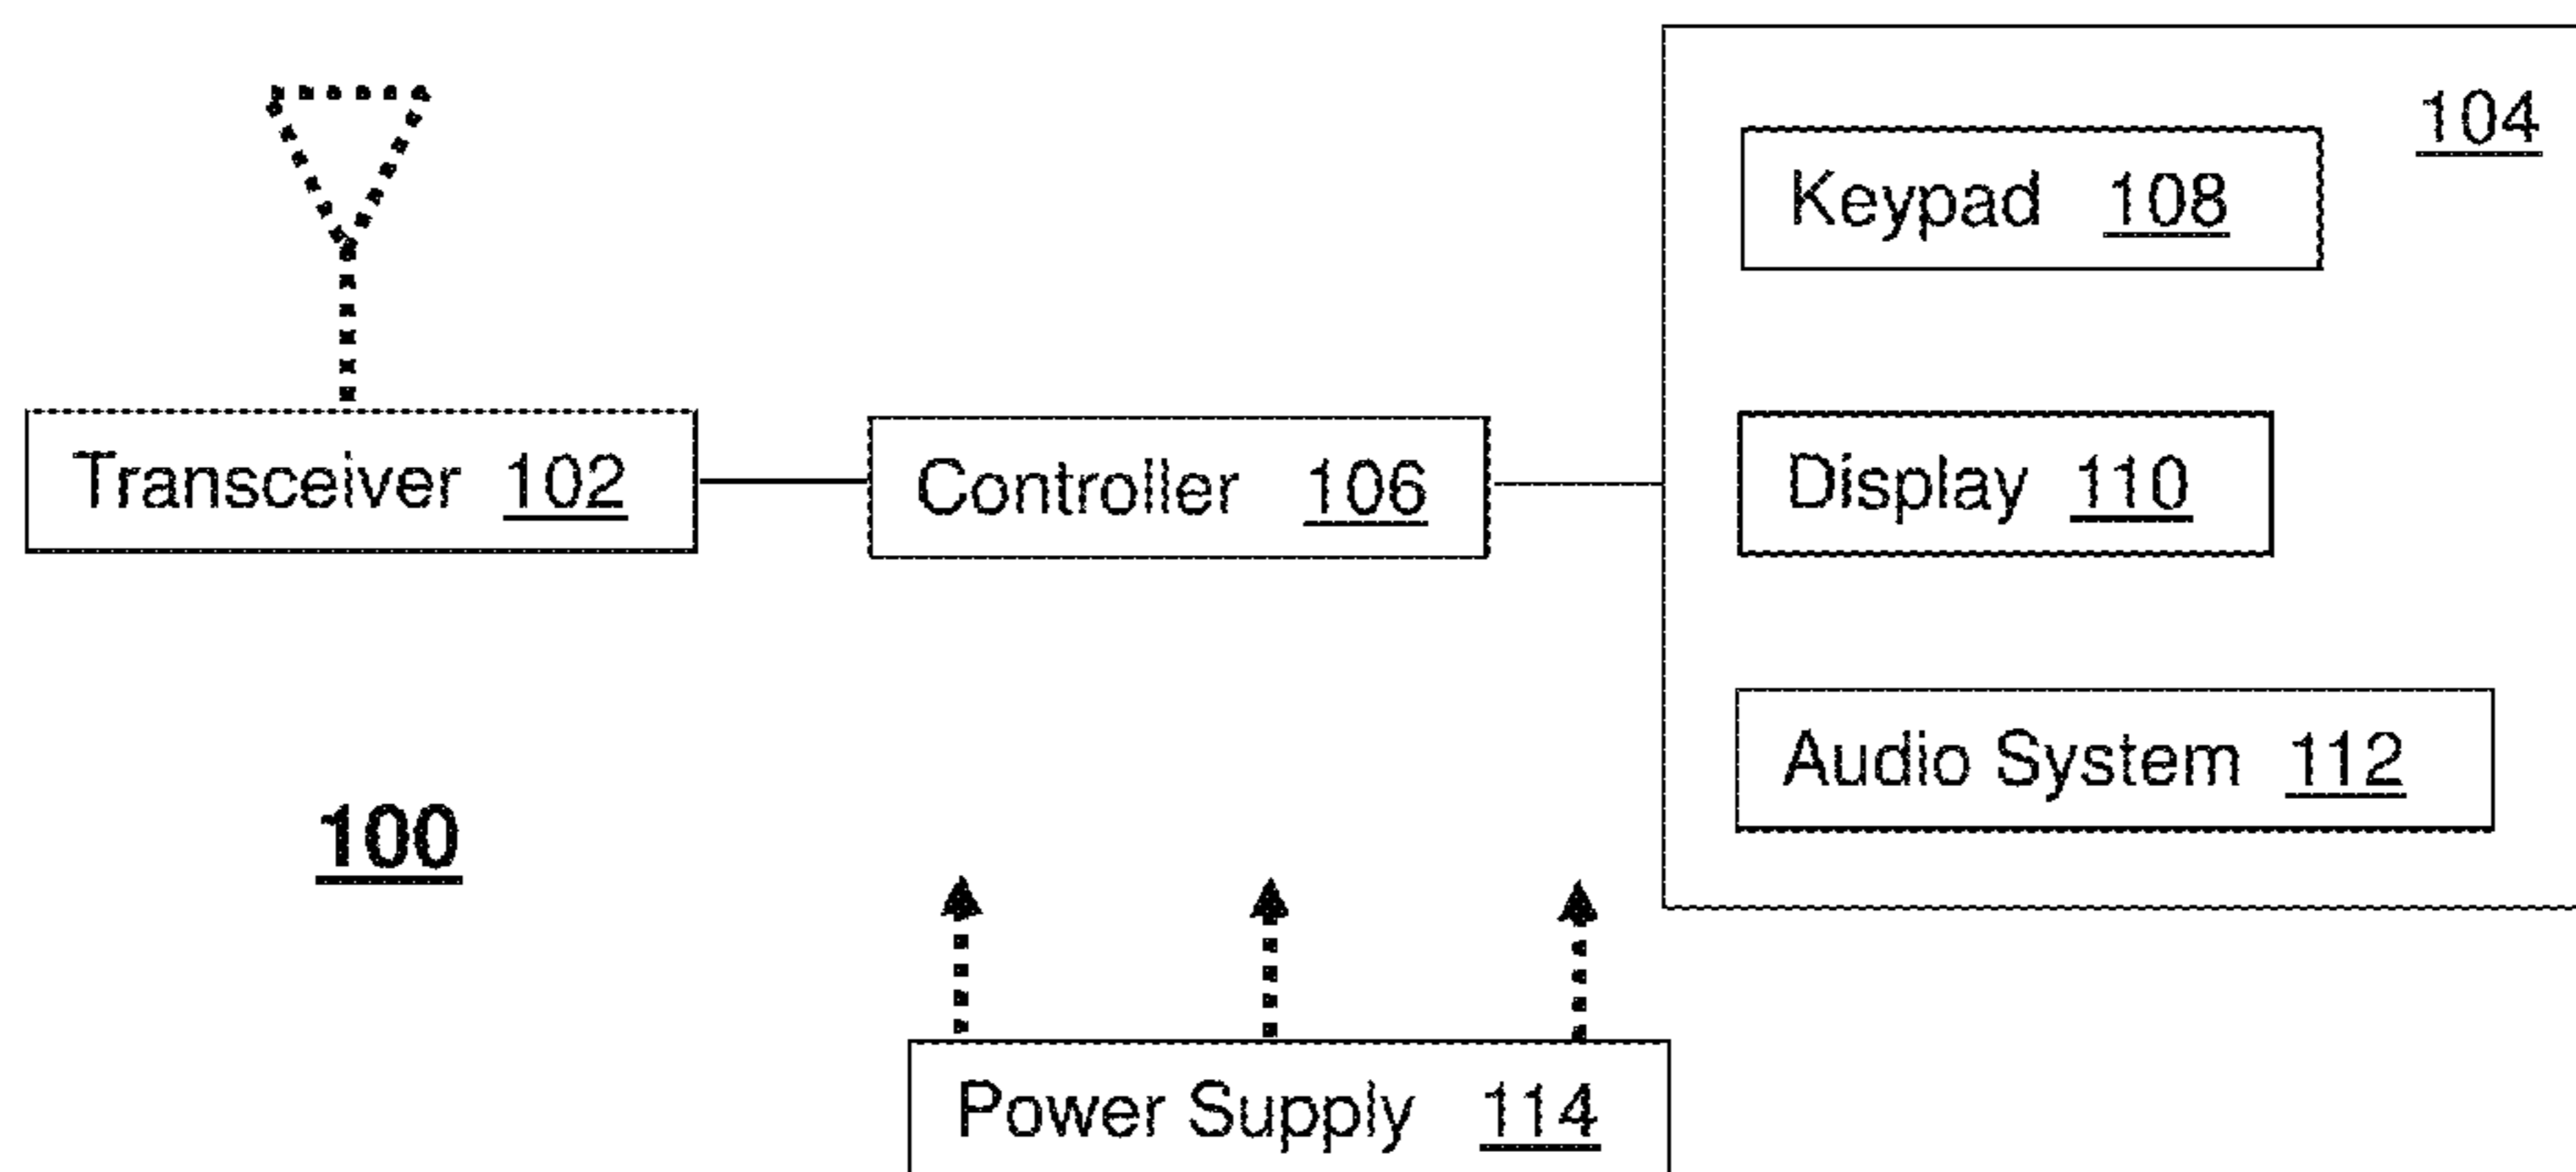 104
Keypad 108
Transceiver 102
Controller 106
Display 110
Audio System 112
100
Power Supply 114